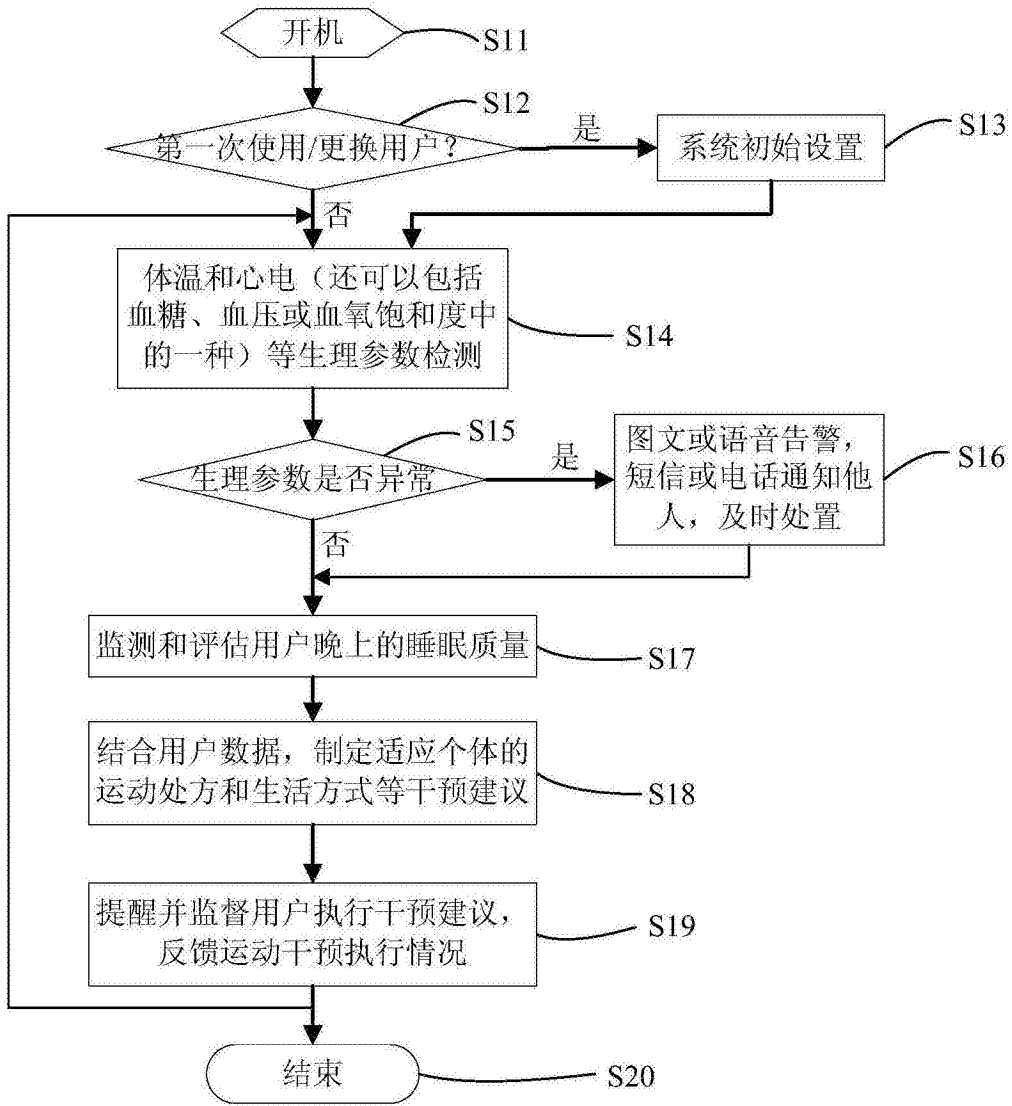 开机
S11
S12
第一次使用/更换用户？
是
系统初始设置
S13
否
体温和心电（还可以包括
血糖、血压或血氧饱和度中
的一种）等生理参数检测
S14
S15
生理参数是否异常
是
图文或语音告警，
短信或电话通知他
人，及时处置
S16
否
监测和评估用户晚上的睡眠质量
S17
结合用户数据，制定适应个体的
运动处方和生活方式等干预建议
S18
提醒并监督用户执行干预建议，
反馈运动干预执行情况
S19
结束
S20